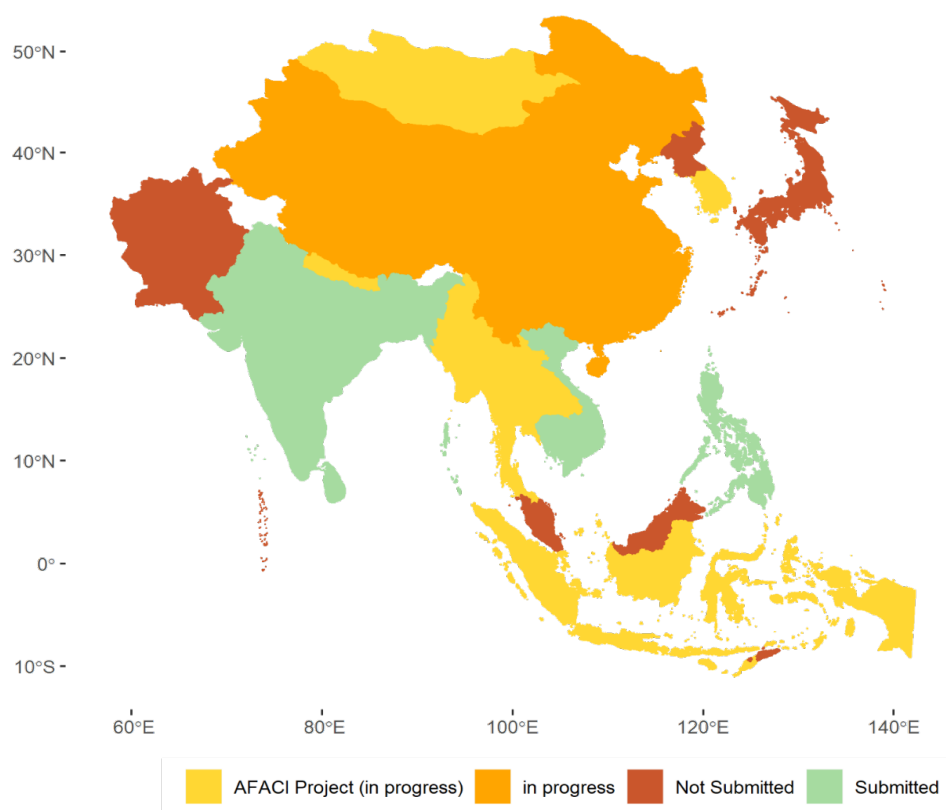 50°N
40°N
30°N
20°N
10°N
0°
10°S
60°E 80°E 100°E 120°E 140°E
AFACI Project (in progress) in progress Not Submitted Submitted